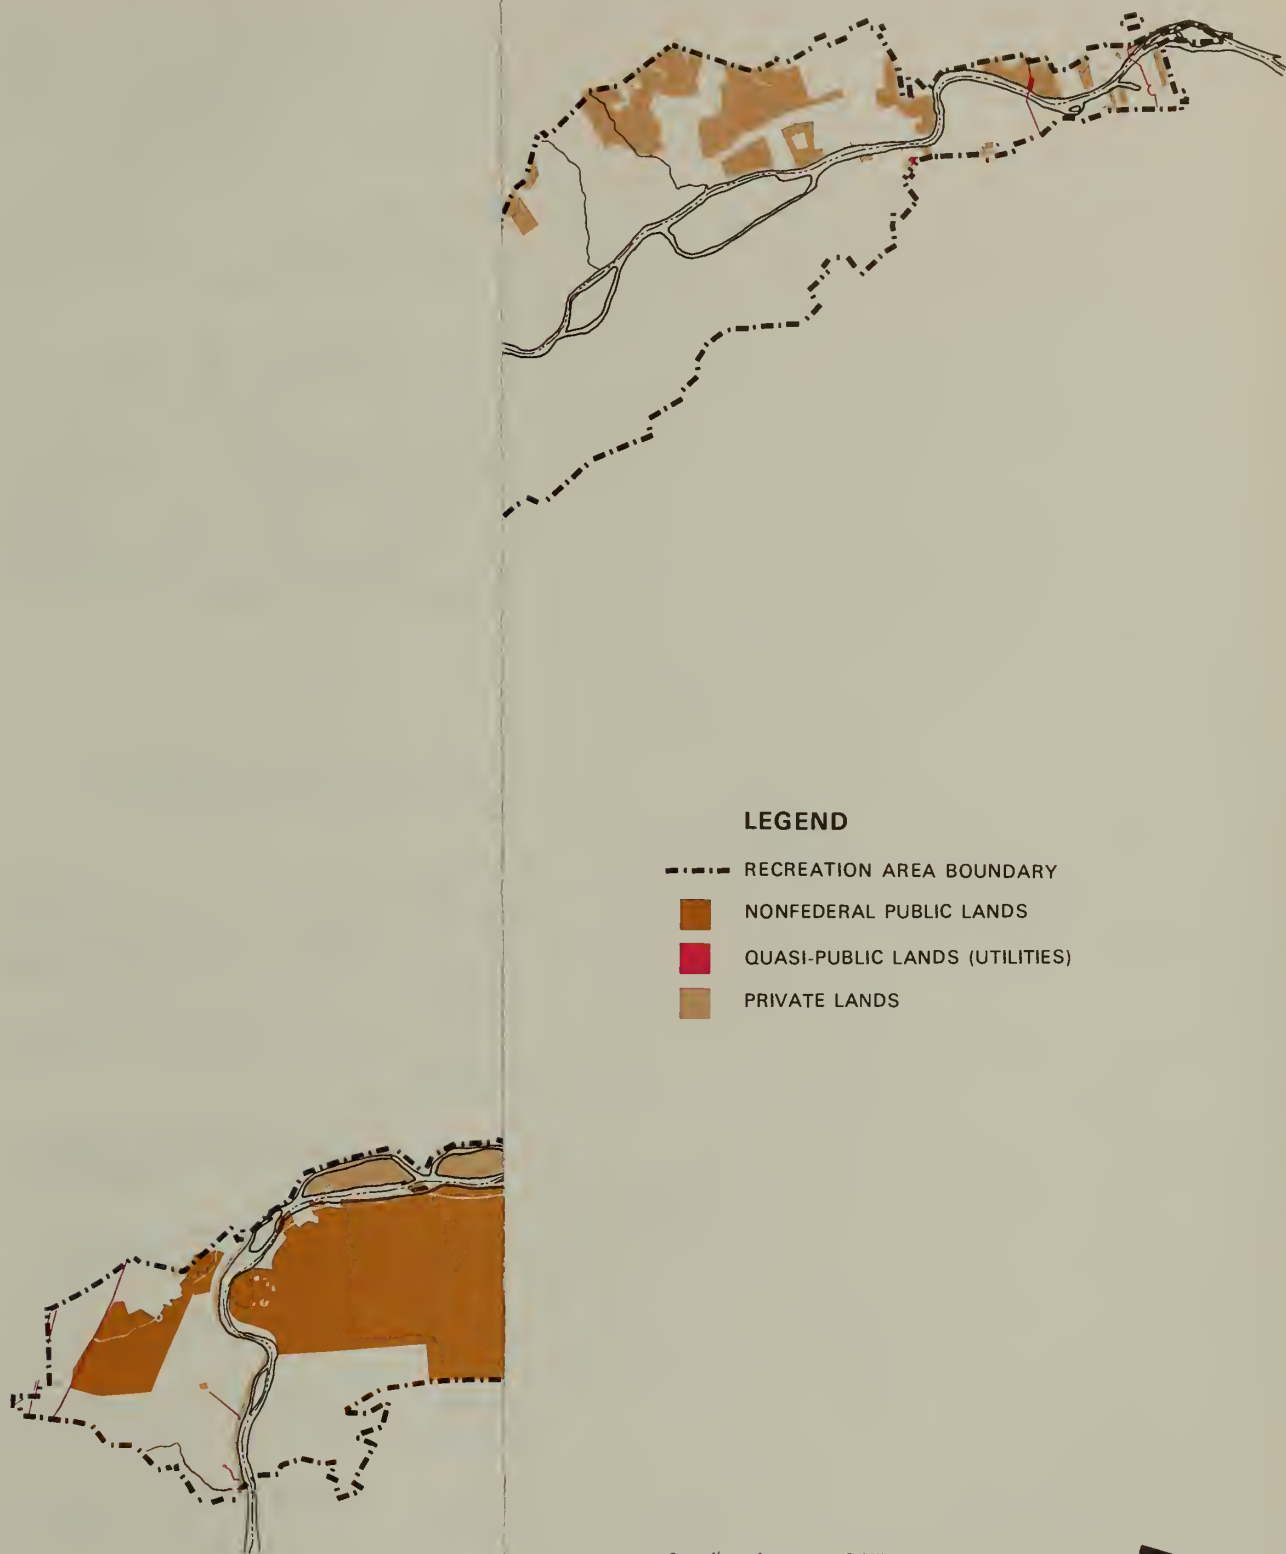 LEGEND
RECREATION AREA BOUNDARY
NONFEDERAL PUBLIC LANDS
QUASI-PUBLIC LANDS (UTILITIES)
PRIVATE LANDS